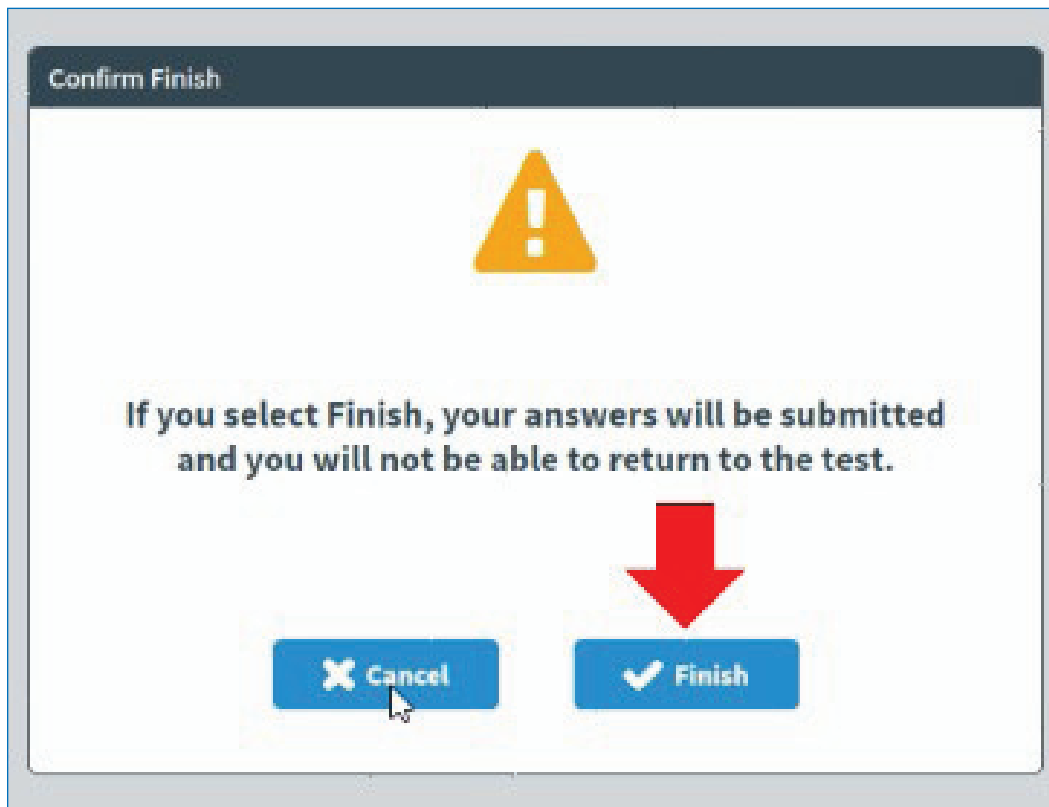 Confirm Finish
If you select Finish, your answers will be submitted
and you will not be able to return to the test.
Cancel
Finish